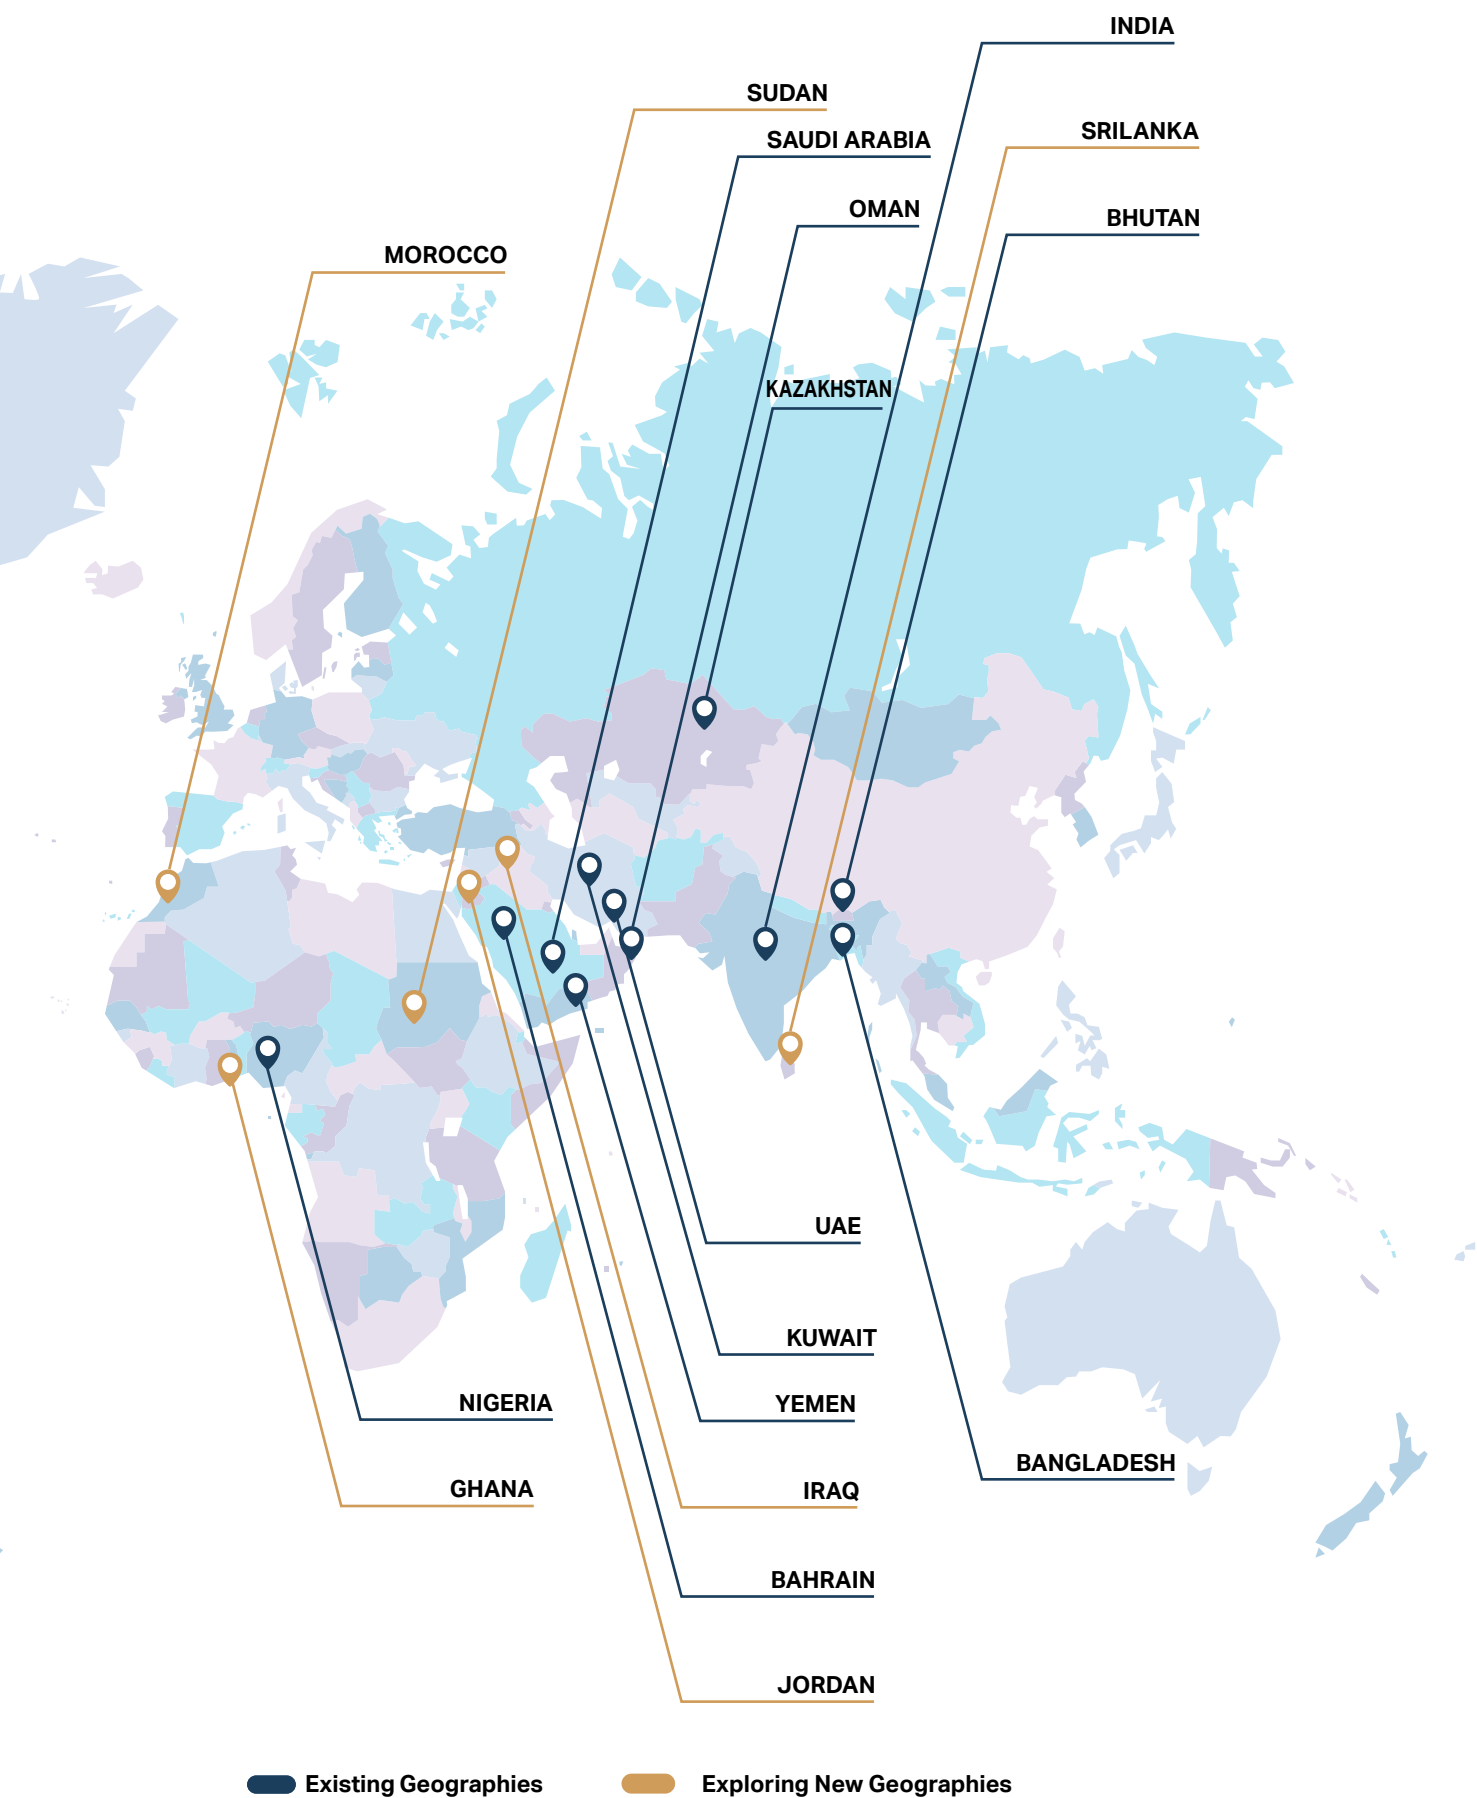 INDIA
SUDAN
SRILANKA
SAUDI ARABIA
OMAN
BHUTAN
MOROCCO
KAZAKHSTAN
UAE
KUWAIT
NIGERIA
YEMEN
BANGLADESH
GHANA
IRAQ
BAHRAIN
JORDAN
Existing Geographies
Exploring New Geographies